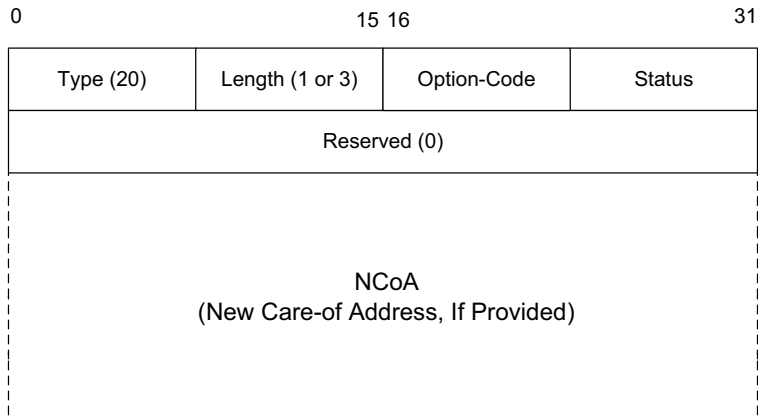 0 15 16 31
Type (20) Length (1 or 3) Option-Code Status
Reserved (0)
NCoA
(New Care-of Address, If Provided)